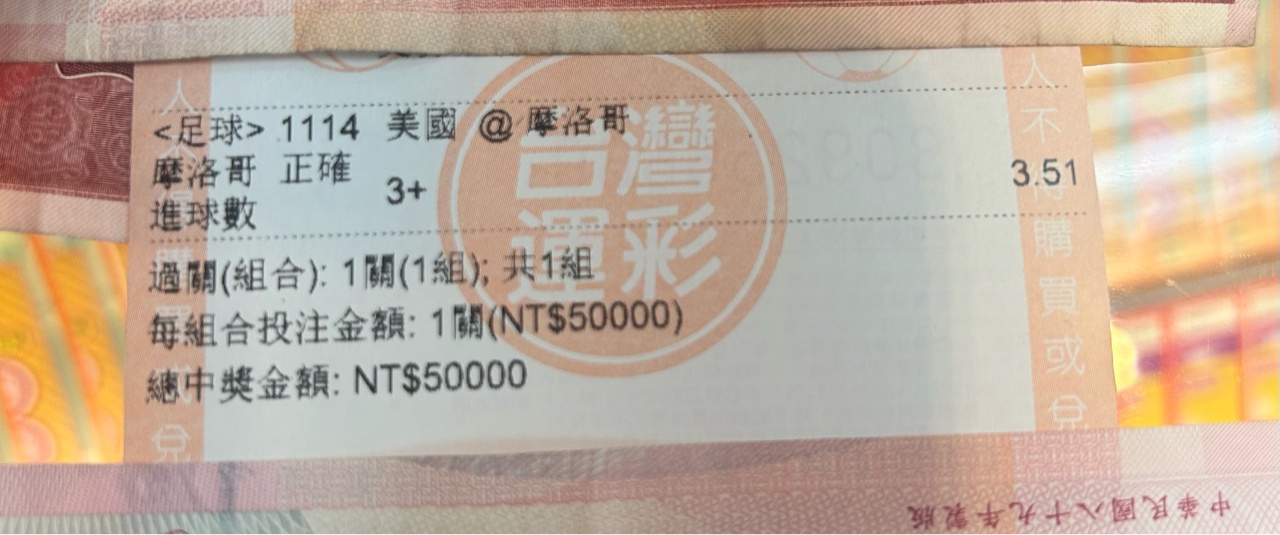 <足球> 1114 美國 @ 摩洛哥
摩洛哥 正確 3+ 3.51
進球數
過關(組合): 1關(1組); 共1組
每組合投注金額: 1關(NT$50000)
總中獎金額: NT$50000
台灣
運彩
人
兌
人不
購買或兌
中華民國八十九年製版